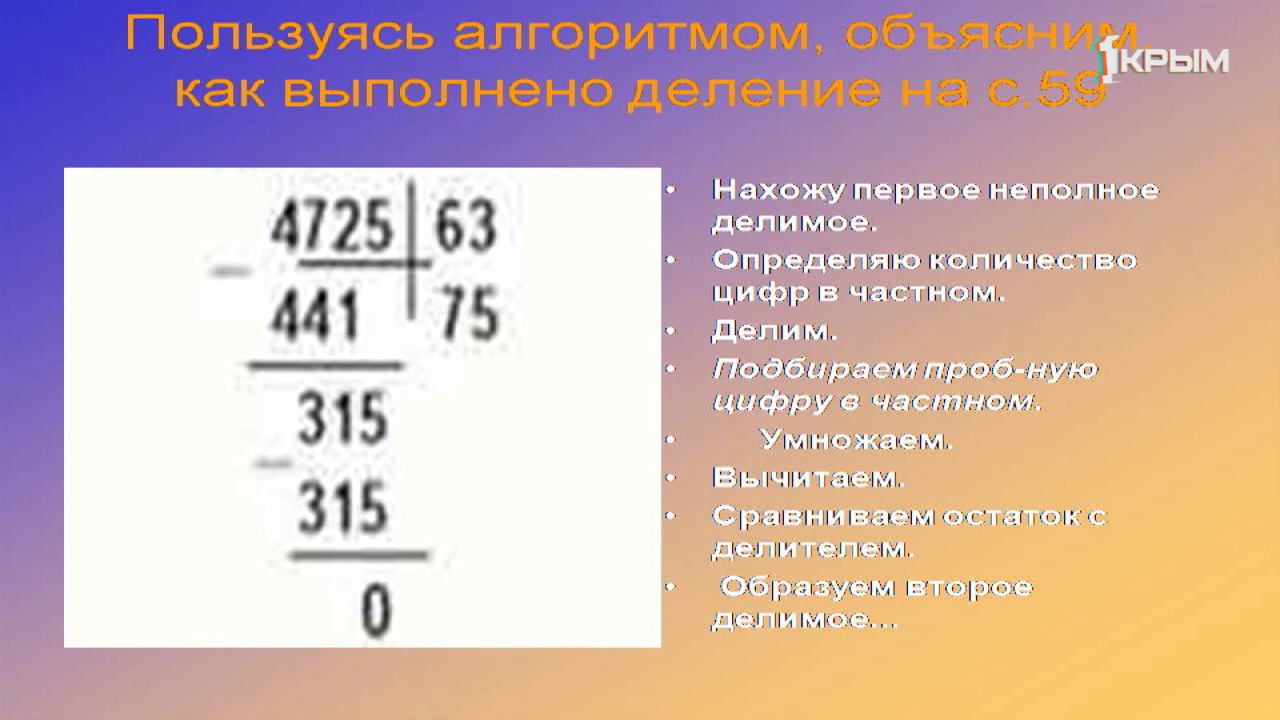 Пользуясь алгоритмом, объясним,
1КРЫМ
как выполнено деление на с.59
4725 63
441 75
315
315
0
• Нахожу первое неполное
делимое.
• Определяю количество
цифр в частном.
• Делим.
• Подбираем проб-ную
цифру в частном.
• Умножаем.
• Вычитаем.
• Сравниваем остаток с
делителем.
• Образуем второе
делимое...